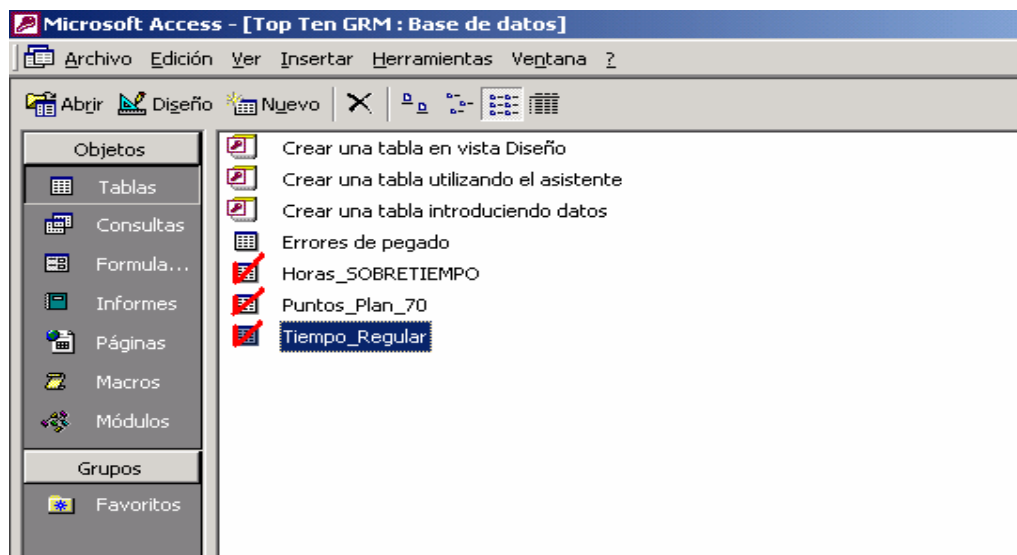 Microsoft Access - [Top Ten GRM : Base de datos]
Archivo Edición Ver Insertar Herramientas Ventana ?
Abrir Diseño Nuevo
Objetos
Tablas
Consultas
Formula...
Informes
Páginas
Macros
Módulos
Grupos
Favoritos
Crear una tabla en vista Diseño
Crear una tabla utilizando el asistente
Crear una tabla introduciendo datos
Errores de pegado
Horas_SOBRETIEMPO
Puntos_Plan_70
Tiempo_Regular